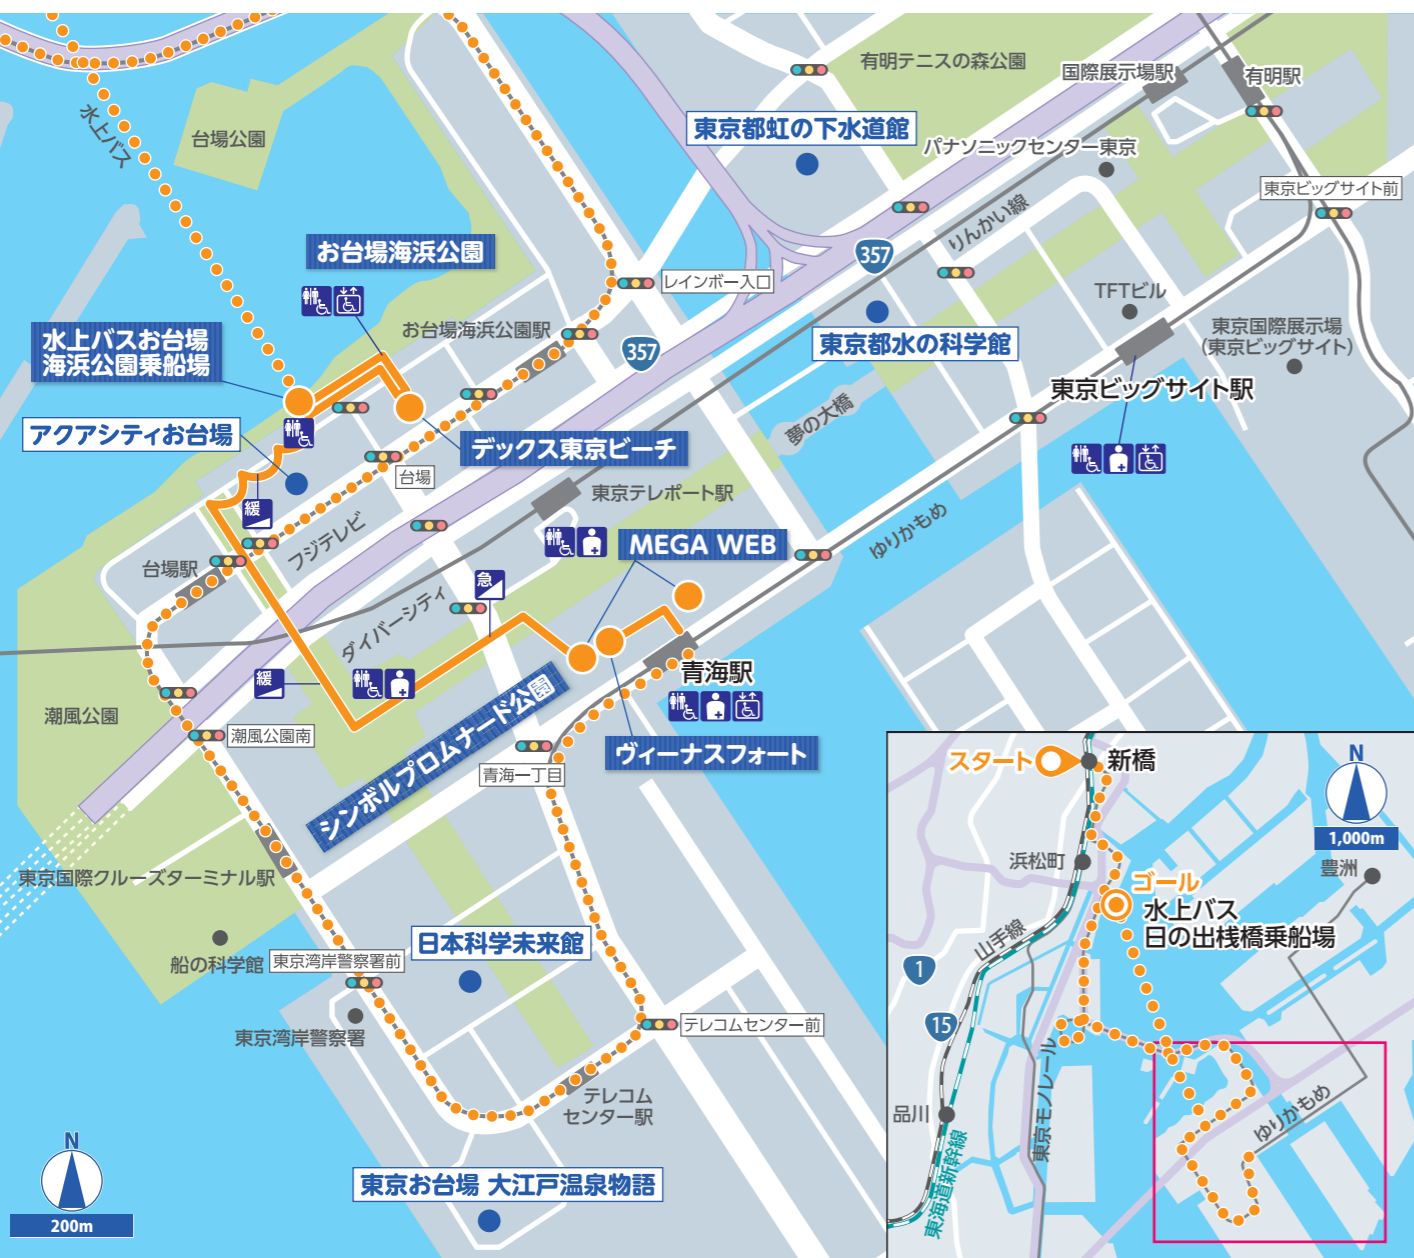 水上バス
台場公園
有明テニスの森公園
国際展示場駅
有明駅
東京都虹の下水道館
パナソニックセンター東京
東京ビッグサイト前
りんかい線
お台場海浜公園
357
レインボー入口
TFTビル
お台場海浜公園駅
水上バスお台場
海浜公園乗船場
357
東京都水の科学館
東京国際展示場
(東京ビッグサイト)
東京ビッグサイト駅
夢の大橋
アクアシティお台場
デックス東京ビーチ
台場
東京テレポート駅
緩
フジテレビ
ゆりかもめ
MEGA WEB
台場駅
急
ダイバーシティ
緩
青海駅
潮風公園
潮風公園南
シンボルプロムナード公園
ヴィーナスフォート
青海一丁目
東京国際クルーズターミナル駅
船の科学館
東京湾岸警察署前
日本科学未来館
東京湾岸警察署
テレコムセンター前
テレコム
センター駅
東京お台場 大江戸温泉物語
N
200m
スタート
新橋
N
1,000m
浜松町
豊洲
ゴール
水上バス
日の出桟橋乗船場
山手線
1
15
東京モノレール
品川
東海道新幹線
ゆりかもめ